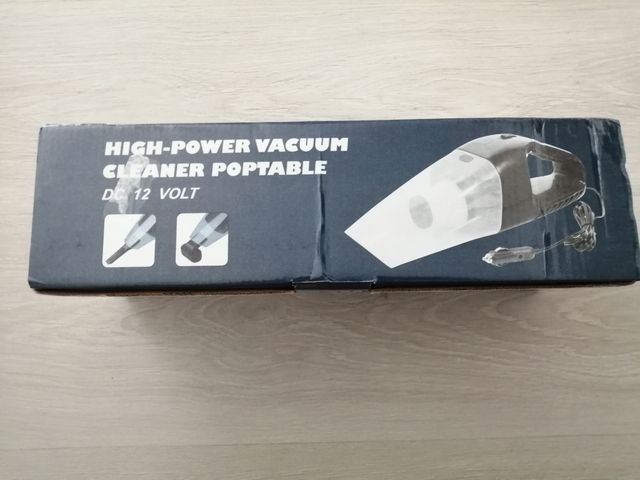 HIGH-POWER VACUUM
CLEANER POPTABLE
DC 12 VOLT